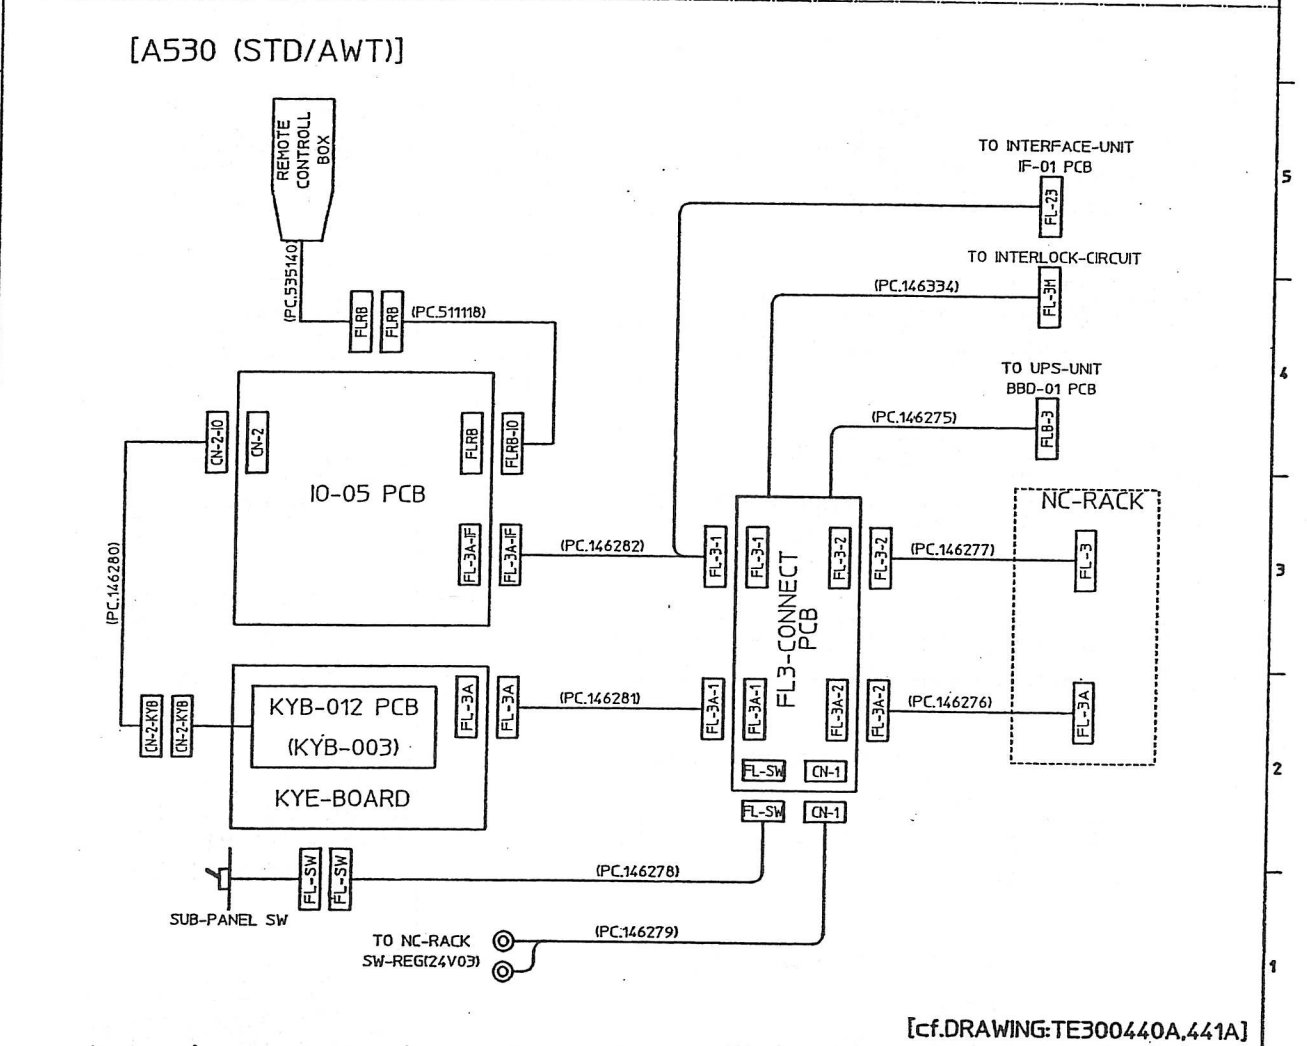 [A530 (STD/AWT)]
REMOTE
CONTROLL
BOX
(PC.535140)
FLRB
FLRB
(PC.511118)
TO INTERFACE-UNIT
IF-01 PCB
FL-23
5
TO INTERLOCK-CIRCUIT
(PC.146334)
FL-3M
TO UPS-UNIT
BBD-01 PCB
4
(PC.146275)
FLB-3
CN-2-IO
CN-2
FLRB
FLRB-IO
IO-05 PCB
NC-RACK
FL-3A-IF
FL-3A-IF
(PC.146282)
FL-3-1
FL-3-1
FL-3-2
FL-3-2
(PC.146277)
FL-3
3
(PC.146280)
FL3-CONNECT
PCB
CN-2-KYB
CN-2-KYB
KYB-012 PCB
(KYB-003)
KYE-BOARD
FL-3A
FL-3A
(PC.146281)
FL-3A-1
FL-3A-1
FL-3A-2
FL-3A-2
(PC.146276)
FL-3A
FL-SW
CN-1
2
FL-SW
CN-1
FL-SW
FL-SW
(PC.146278)
SUB-PANEL SW
TO NC-RACK
SW-REG(24V03)
(PC.146279)
1
[cf.DRAWING:TE300440A,441A]